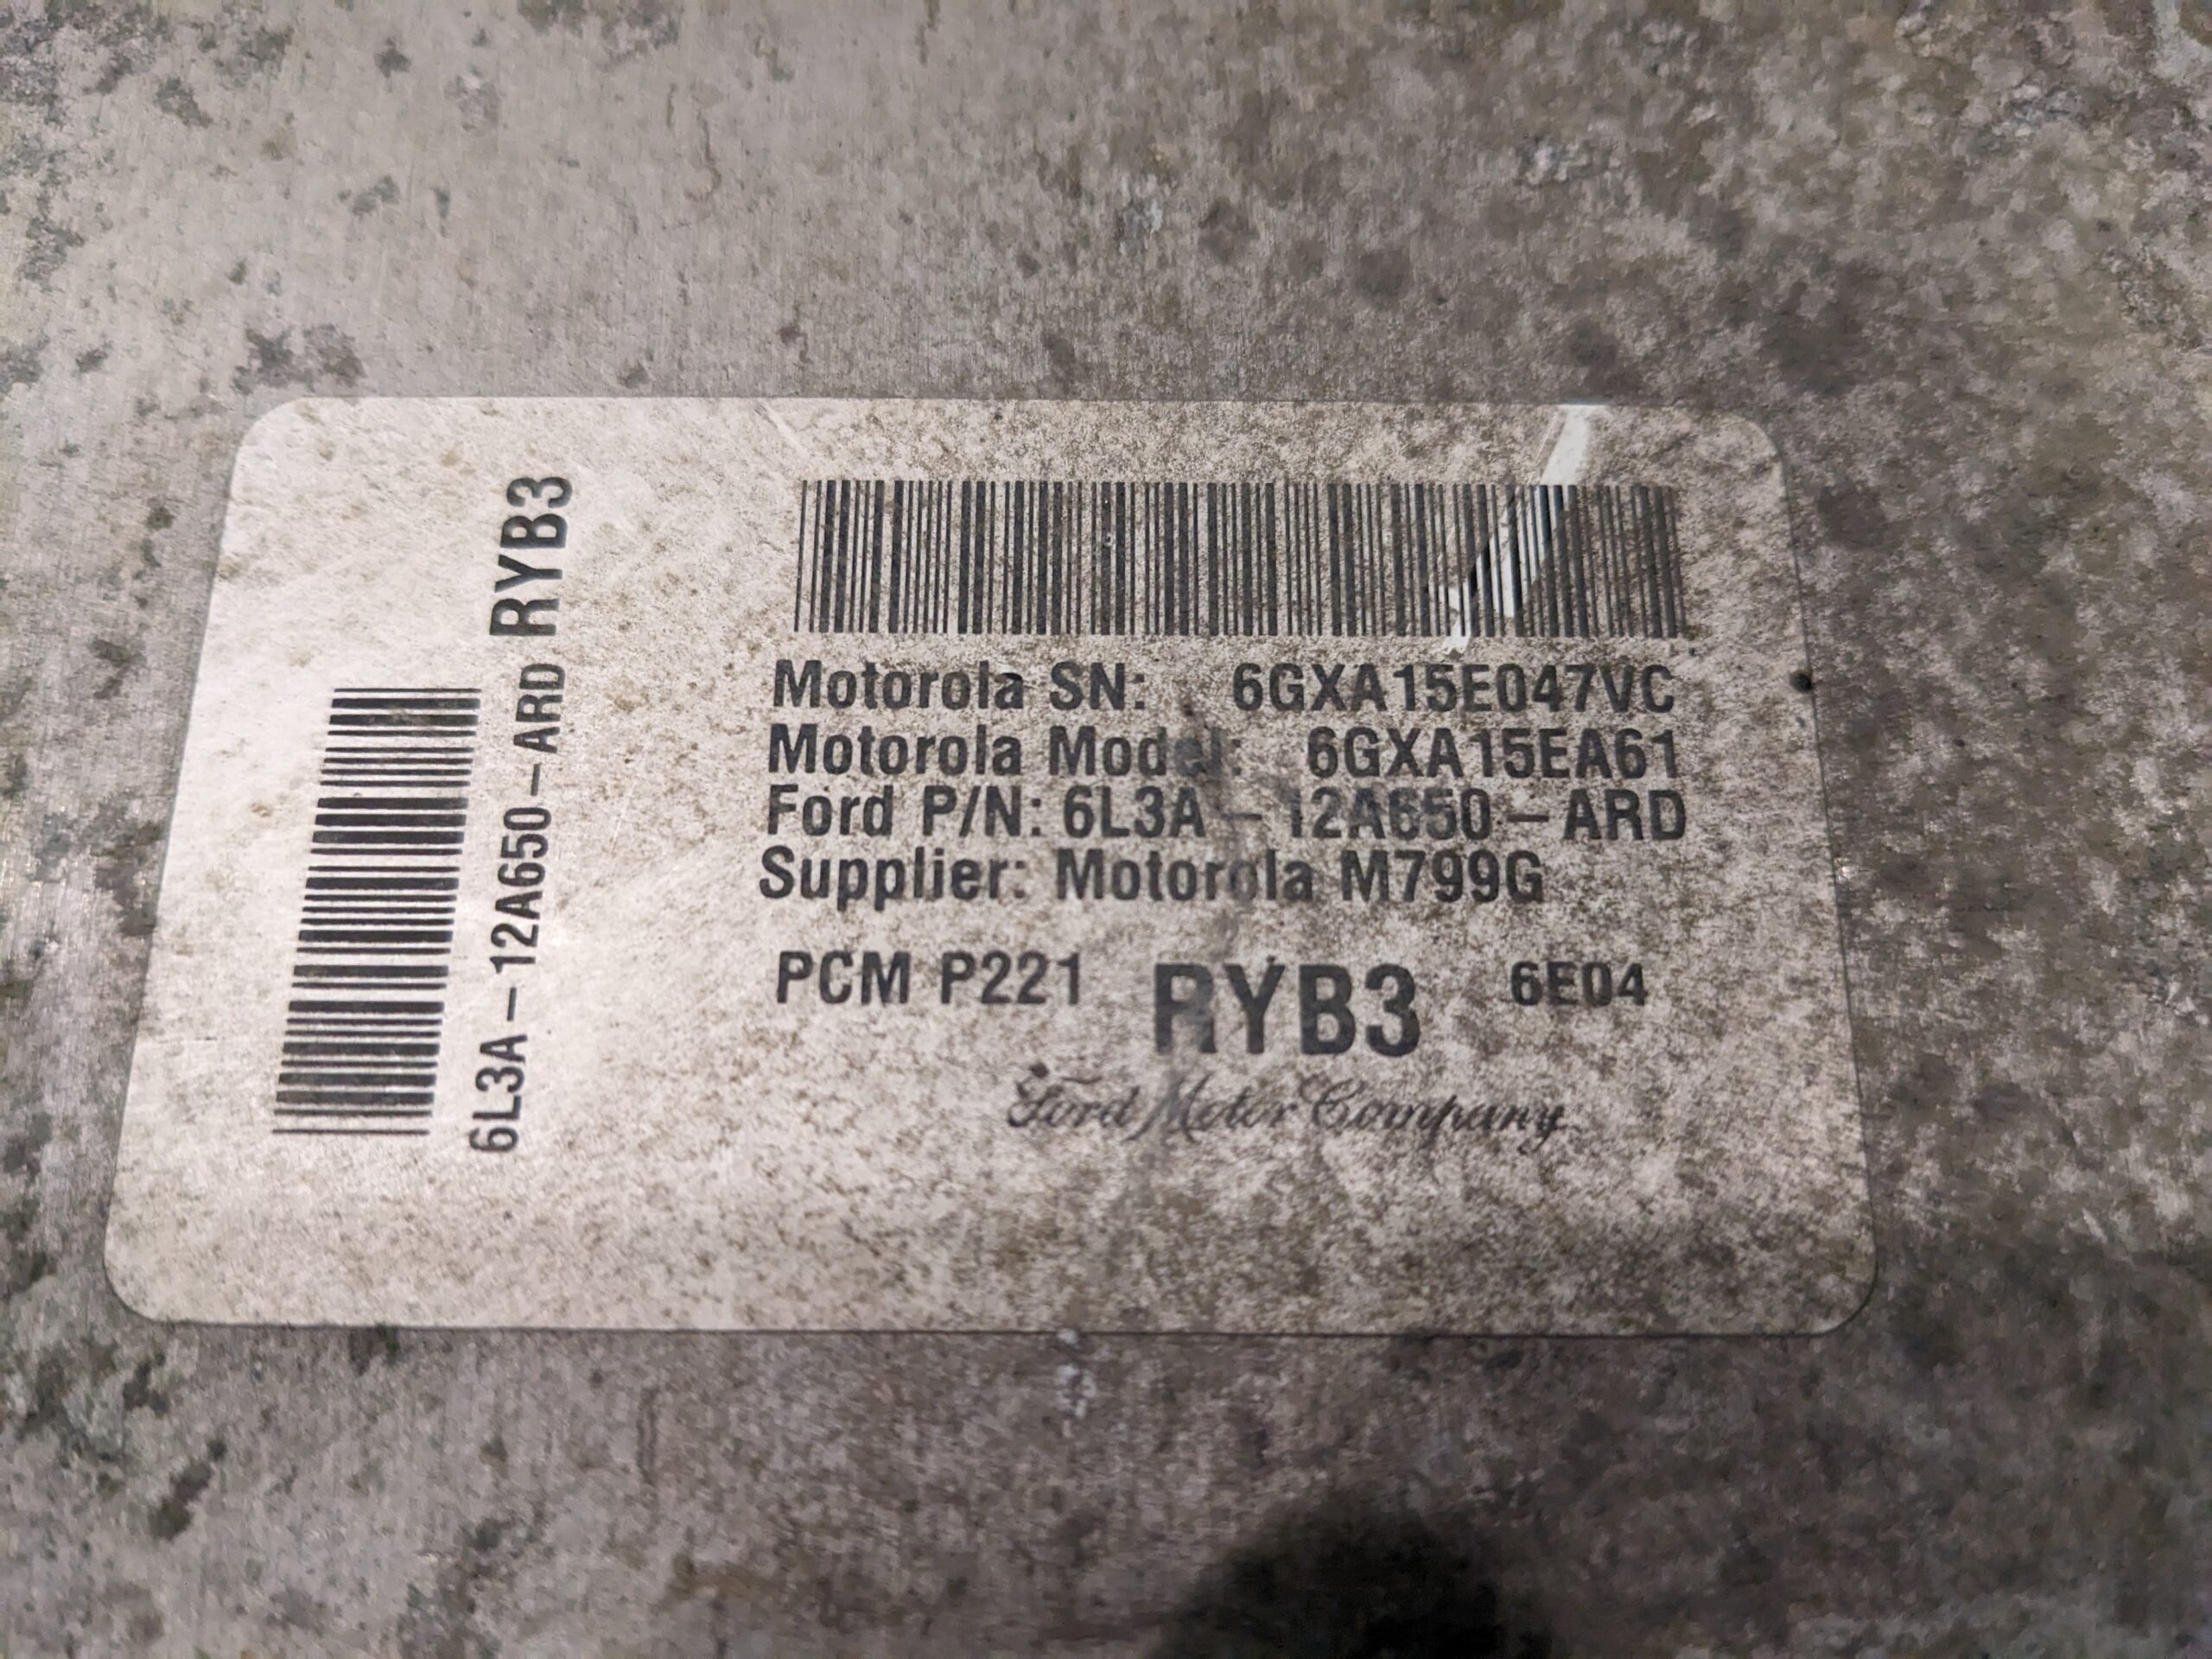 6L3A-12A650-ARD RYB3
Motorola SN: 6GXA15E047VC
Motorola Model: 6GXA15EA61
Ford P/N: 6L3A-12A650-ARD
Supplier: Motorola M799G
PCM P221 RYB3 6E04
Ford Motor Company